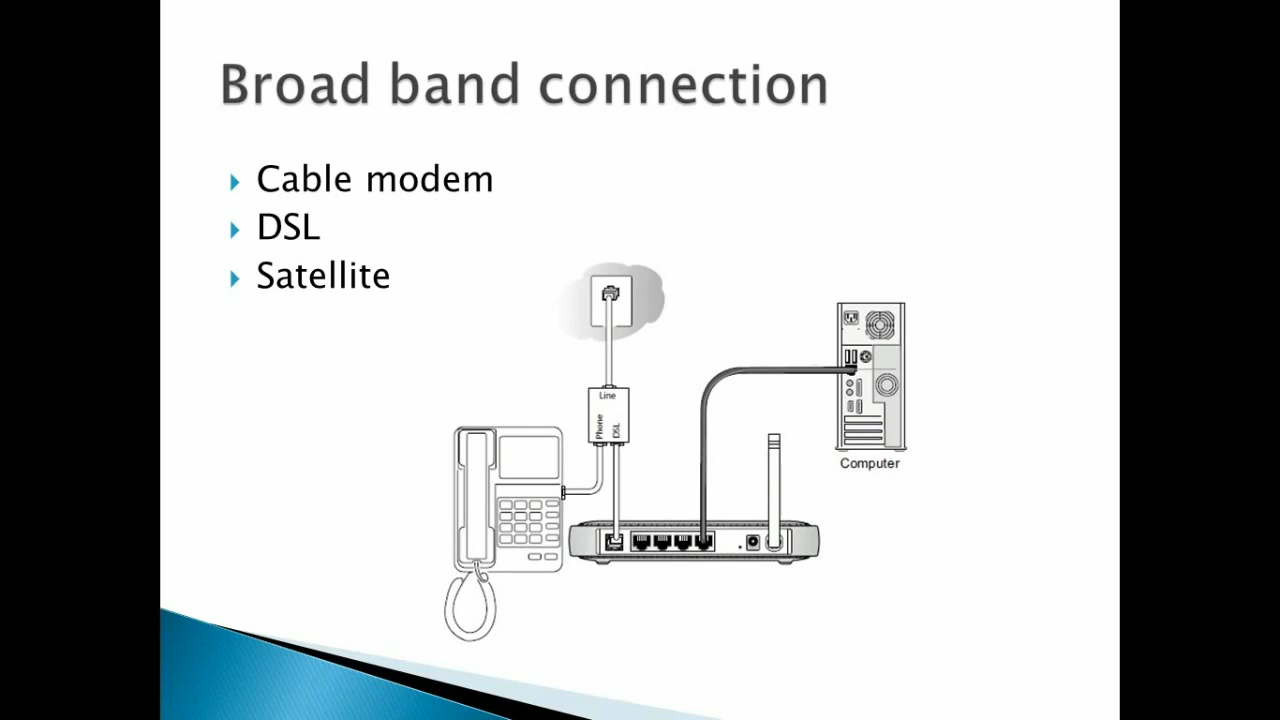 Broad band connection
Cable modem
DSL
Satellite
Line
Phone
DSL
Computer